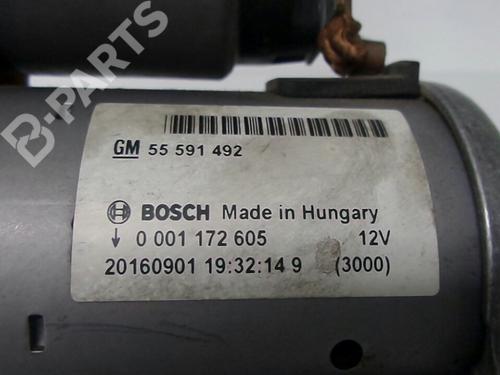 B-PARTS
GM 55 591 492
BOSCH Made in Hungary
0 001 172 605 12V
20160901 19:32:14 9 (3000)